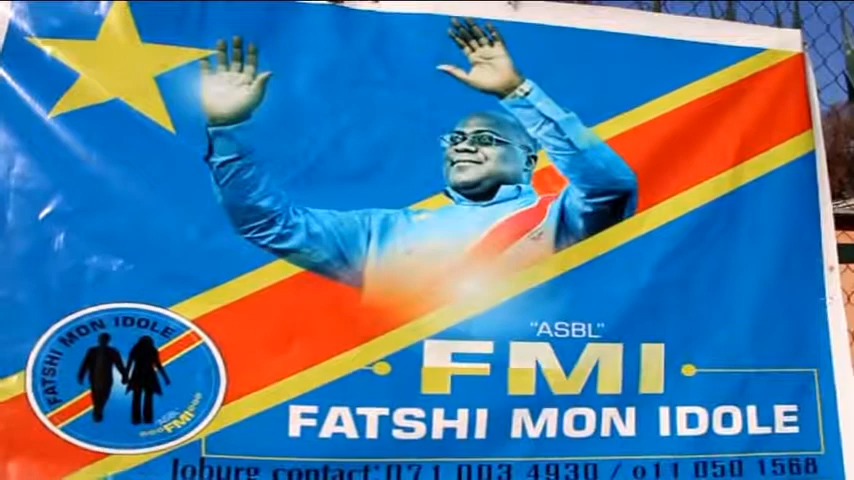 "ASBL"
FMI
FATSHI MON IDOLE
Joburg contact: 071 003 4930 / 011 050 1568
FATSHI MON IDOLE
"ASBL"
FMI